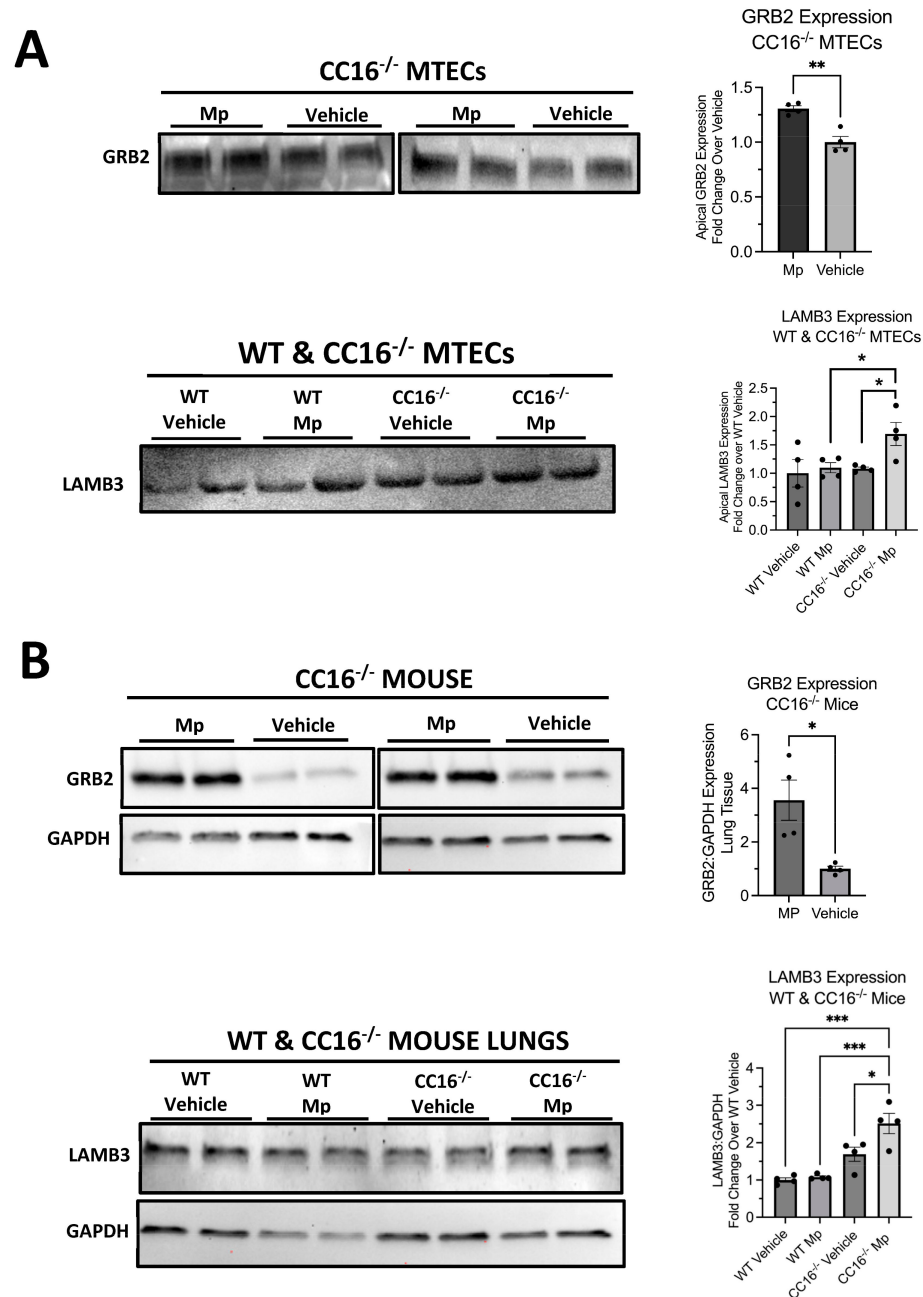 A
CC16-/- MTECs
Mp Vehicle Mp Vehicle
GRB2
GRB2 Expression
CC16-/- MTECs
**
Apical GRB2 Expression
Fold Change Over Vehicle
1.5
1.0
0.5
0.0
Mp Vehicle
WT & CC16-/- MTECs
WT WT CC16-/- CC16-/-
Vehicle Mp Vehicle Mp
LAMB3
LAMB3 Expression
WT & CC16-/- MTECs
*
*
Apical LAMB3 Expression
Fold Change over WT Vehicle
2.5
2.0
1.5
1.0
0.5
0.0
WT Vehicle
WT Mp
CC16-/- Vehicle
CC16-/- Mp
B
CC16-/- MOUSE
Mp Vehicle Mp Vehicle
GRB2
GAPDH
GRB2 Expression
CC16-/- Mice
*
GRB2:GAPDH Expression
Lung Tissue
6
4
2
0
MP Vehicle
WT & CC16-/- MOUSE LUNGS
WT WT CC16-/- CC16-/-
Vehicle Mp Vehicle Mp
LAMB3
GAPDH
LAMB3 Expression
WT & CC16-/- Mice
***
***
*
LAMB3:GAPDH
Fold Change Over WT Vehicle
4
3
2
1
0
WT Vehicle
WT Mp
CC16-/- Vehicle
CC16-/- Mp